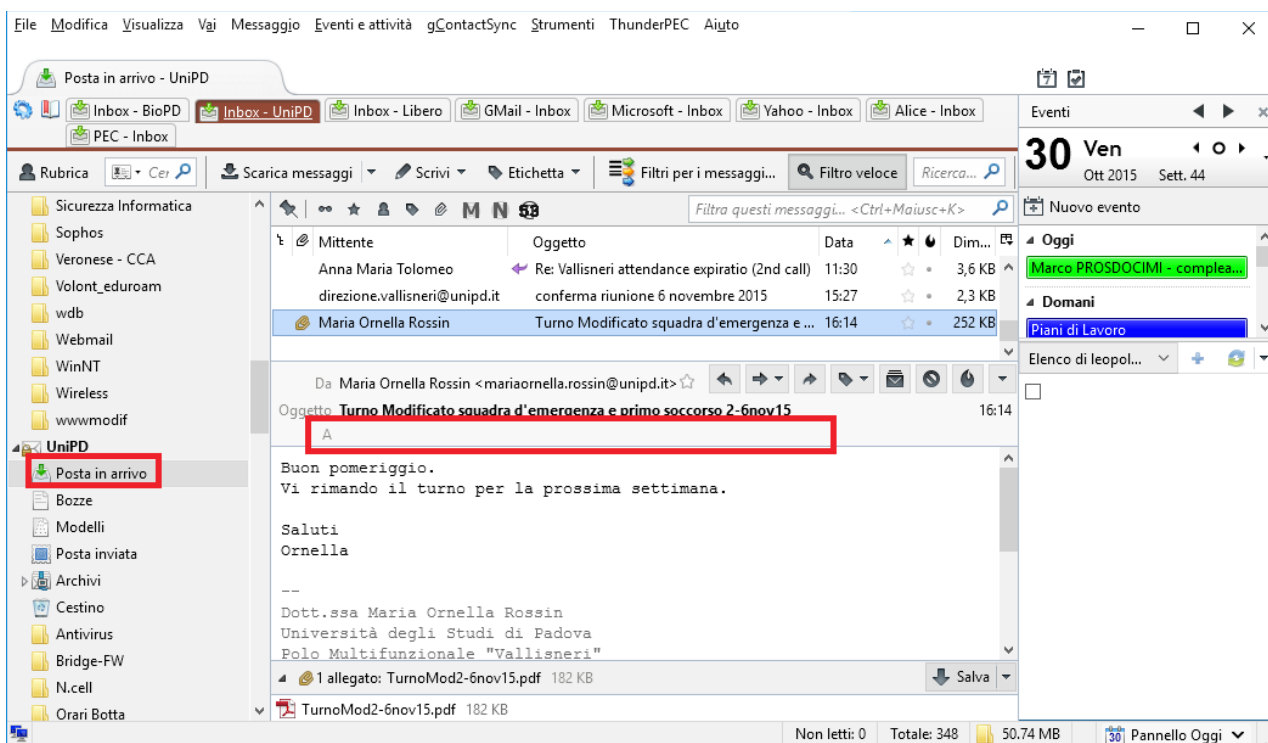 File Modifica Visualizza Vai Messaggio Eventi e attività gContactSync Strumenti ThunderPEC Aiuto
Posta in arrivo - UniPD
Inbox - BioPD Inbox - UniPD Inbox - Libero GMail - Inbox Microsoft - Inbox Yahoo - Inbox Alice - Inbox
PEC - Inbox
Rubrica Cer Scarica messaggi Scrivi Etichetta Filtri per i messaggi... Filtro veloce Ricerca...
Sicurezza Informatica
Sophos
Veronese - CCA
Volont_eduroam
wdb
Webmail
WinNT
Wireless
wwwmodif
UniPD
Posta in arrivo
Bozze
Modelli
Posta inviata
Archivi
Cestino
Antivirus
Bridge-FW
N.cell
Orari Botta
M N Filtra questi messaggi... <Ctrl+Maiusc+K>
Mittente Oggetto Data Dim...
Anna Maria Tolomeo Re: Vallisneri attendance expiratio (2nd call) 11:30 3,6 KB
direzione.vallisneri@unipd.it conferma riunione 6 novembre 2015 15:27 2,3 KB
Maria Ornella Rossin Turno Modificato squadra d'emergenza e ... 16:14 252 KB
Da Maria Ornella Rossin <mariaornella.rossin@unipd.it>
Oggetto Turno Modificato squadra d'emergenza e primo soccorso 2-6nov15 16:14
A
Buon pomeriggio.
Vi rimando il turno per la prossima settimana.
Saluti
Ornella
--
Dott.ssa Maria Ornella Rossin
Università degli Studi di Padova
Polo Multifunzionale "Vallisneri"
1 allegato: TurnoMod2-6nov15.pdf 182 KB Salva
TurnoMod2-6nov15.pdf 182 KB
Eventi
30 Ven
Ott 2015 Sett. 44
Nuovo evento
Oggi
Marco PROSDOCIMI - complea...
Domani
Piani di Lavoro
Elenco di leopol...
Non letti: 0 Totale: 348 50.74 MB 30 Pannello Oggi